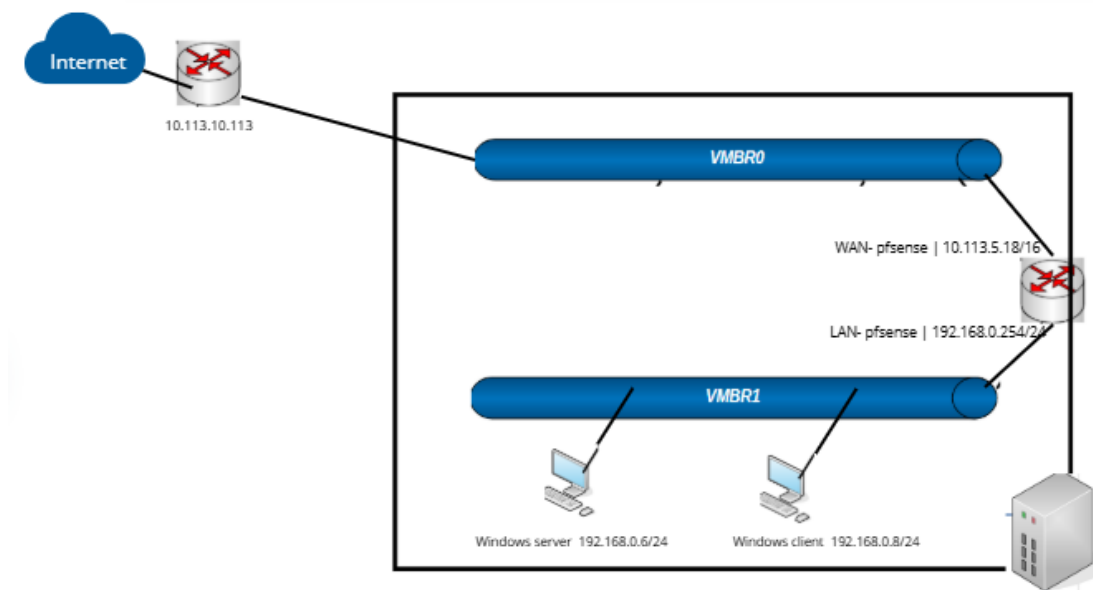 Internet
10.113.10.113
VMBR0
WAN- pfsense | 10.113.5.18/16
LAN- pfsense | 192.168.0.254/24
VMBR1
Windows server 192.168.0.6/24
Windows client 192.168.0.8/24